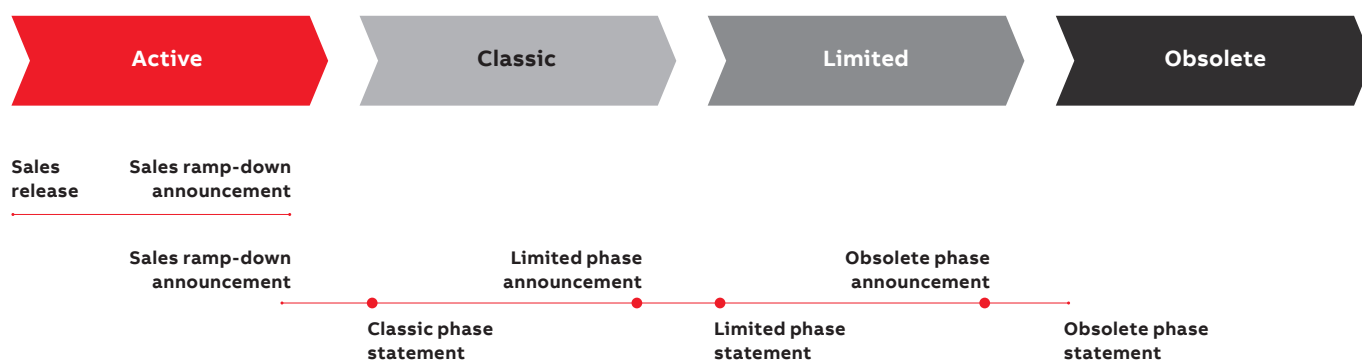 Active
Classic
Limited
Obsolete
Sales
release
Sales ramp-down
announcement
Sales ramp-down
announcement
Limited phase
announcement
Obsolete phase
announcement
Classic phase
statement
Limited phase
statement
Obsolete phase
statement